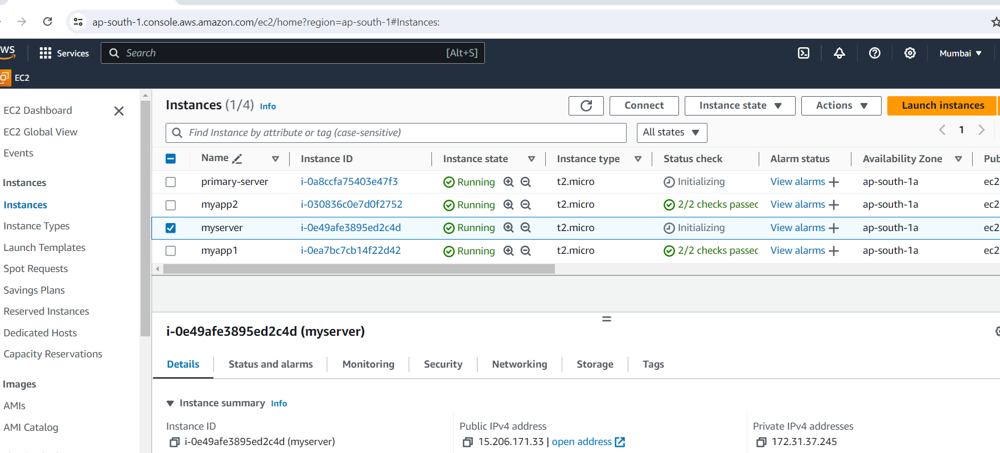 ap-south-1.console.aws.amazon.com/ec2/home?region=ap-south-1#Instances:
Services
Search
[Alt+S]
Mumbai
EC2
EC2 Dashboard
EC2 Global View
Events
Instances
Instances
Instance Types
Launch Templates
Spot Requests
Savings Plans
Reserved Instances
Dedicated Hosts
Capacity Reservations
Images
AMIs
AMI Catalog
Instances (1/4) Info
Connect
Instance state
Actions
Launch instances
Find Instance by attribute or tag (case-sensitive)
All states
1
Name Instance ID Instance state Instance type Status check Alarm status Availability Zone Pub
primary-server i-0a8ccfa75403e47f3 Running t2.micro Initializing View alarms + ap-south-1a ec2
myapp2 i-030836c0e7d0f2752 Running t2.micro 2/2 checks passed View alarms + ap-south-1a ec2
myserver i-0e49afe3895ed2c4d Running t2.micro Initializing View alarms + ap-south-1a ec2
myapp1 i-0ea7bc7cb14f22d42 Running t2.micro 2/2 checks passed View alarms + ap-south-1a ec2
i-0e49afe3895ed2c4d (myserver)
Details Status and alarms Monitoring Security Networking Storage Tags
Instance summary Info
Instance ID
i-0e49afe3895ed2c4d (myserver)
Public IPv4 address
15.206.171.33 | open address
Private IPv4 addresses
172.31.37.245